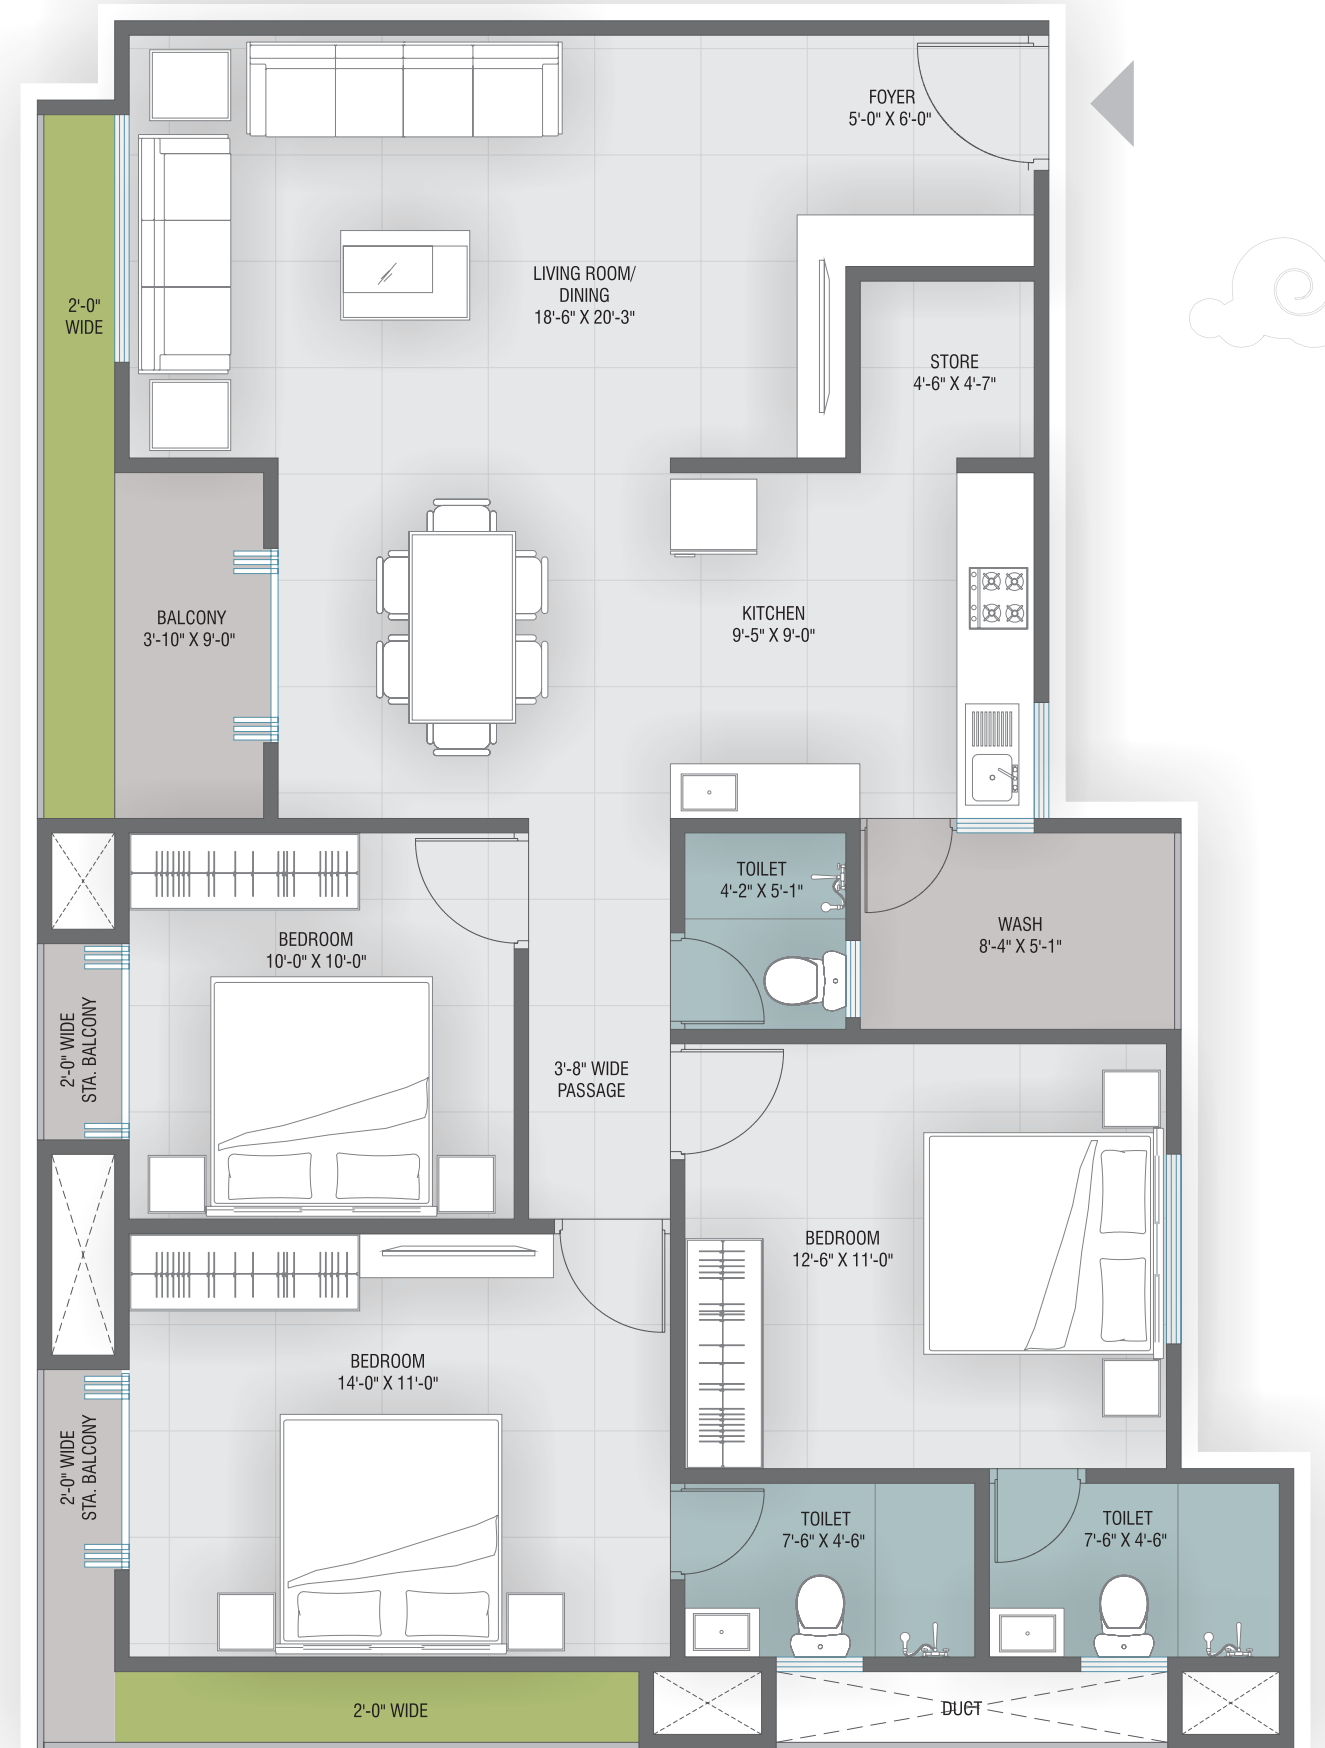 FOYER
5'-0" X 6'-0"
LIVING ROOM/
DINING
18'-6" X 20'-3"
2'-0"
WIDE
STORE
4'-6" X 4'-7"
BALCONY
3'-10" X 9'-0"
KITCHEN
9'-5" X 9'-0"
TOILET
4'-2" X 5'-1"
WASH
8'-4" X 5'-1"
BEDROOM
10'-0" X 10'-0"
2'-0" WIDE
STA. BALCONY
3'-8" WIDE
PASSAGE
BEDROOM
12'-6" X 11'-0"
BEDROOM
14'-0" X 11'-0"
2'-0" WIDE
STA. BALCONY
TOILET
7'-6" X 4'-6"
TOILET
7'-6" X 4'-6"
2'-0" WIDE
DUCT